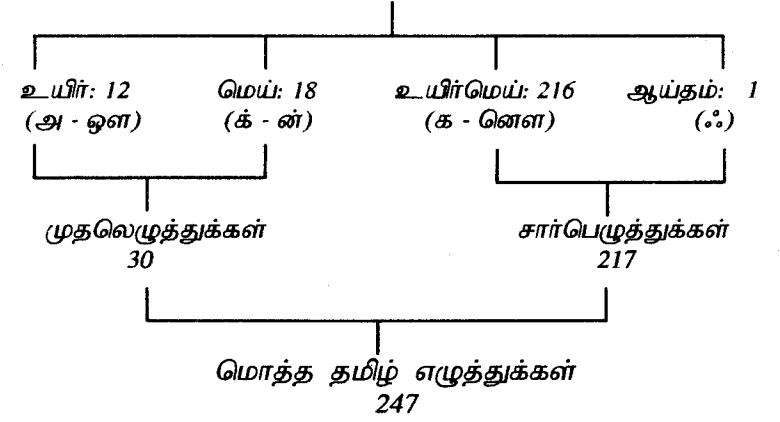 உயிர்: 12 மெய்: 18 உயிர்மெய்: 216 ஆய்தம்: 1
(அ - ஔ) (க் - ன்) (க - னௌ) (ஃ)
முதலெழுத்துக்கள் சார்பெழுத்துக்கள்
30 217
மொத்த தமிழ் எழுத்துக்கள்
247